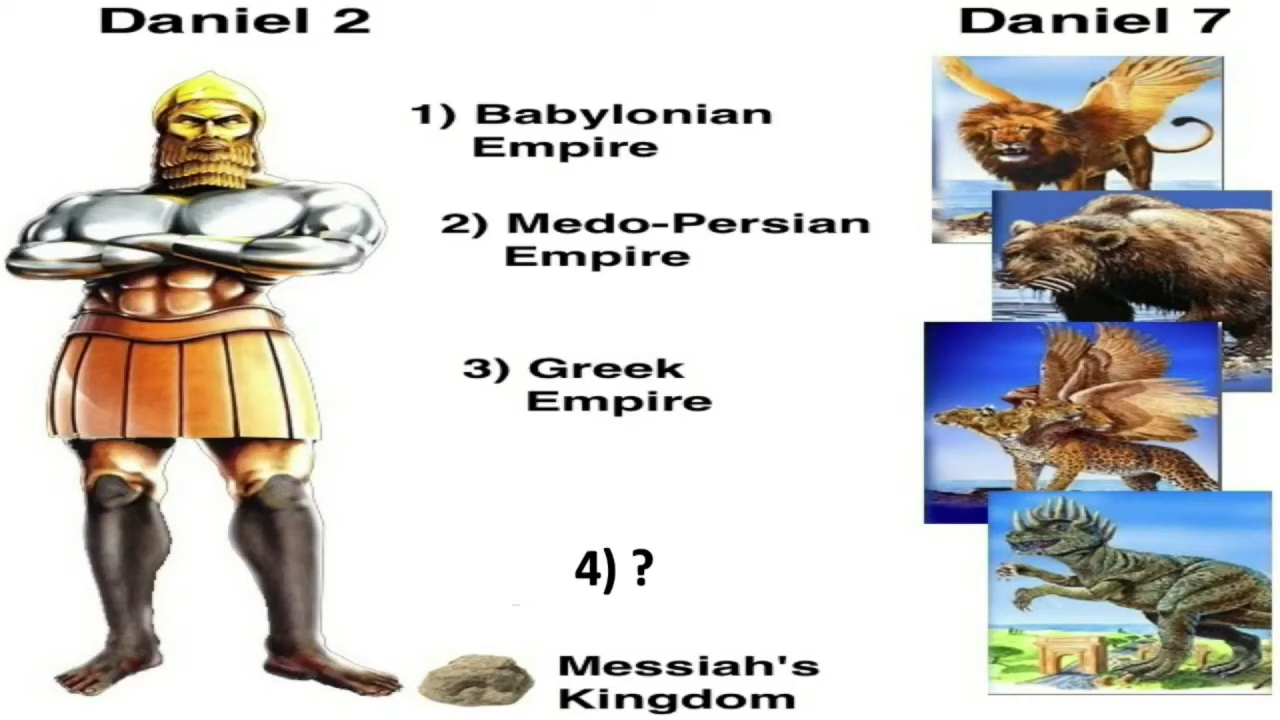 Daniel 2
Daniel 7
1) Babylonian
Empire
2) Medo-Persian
Empire
3) Greek
Empire
4) ?
Messiah's
Kingdom